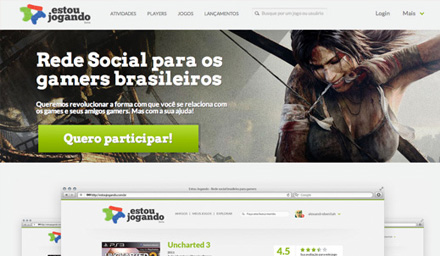 estou
jogando
ATIVIDADES PLAYERS JOGOS LANÇAMENTOS Busque por um jogo ou usuário Login Mais
Rede Social para os
gamers brasileiros
Queremos revolucionar a forma com que você se relaciona com
os games e seus amigos gamers. Mas com a sua ajuda!
Quero participar!
estou
jogando
PS3
Uncharted 3
4.5